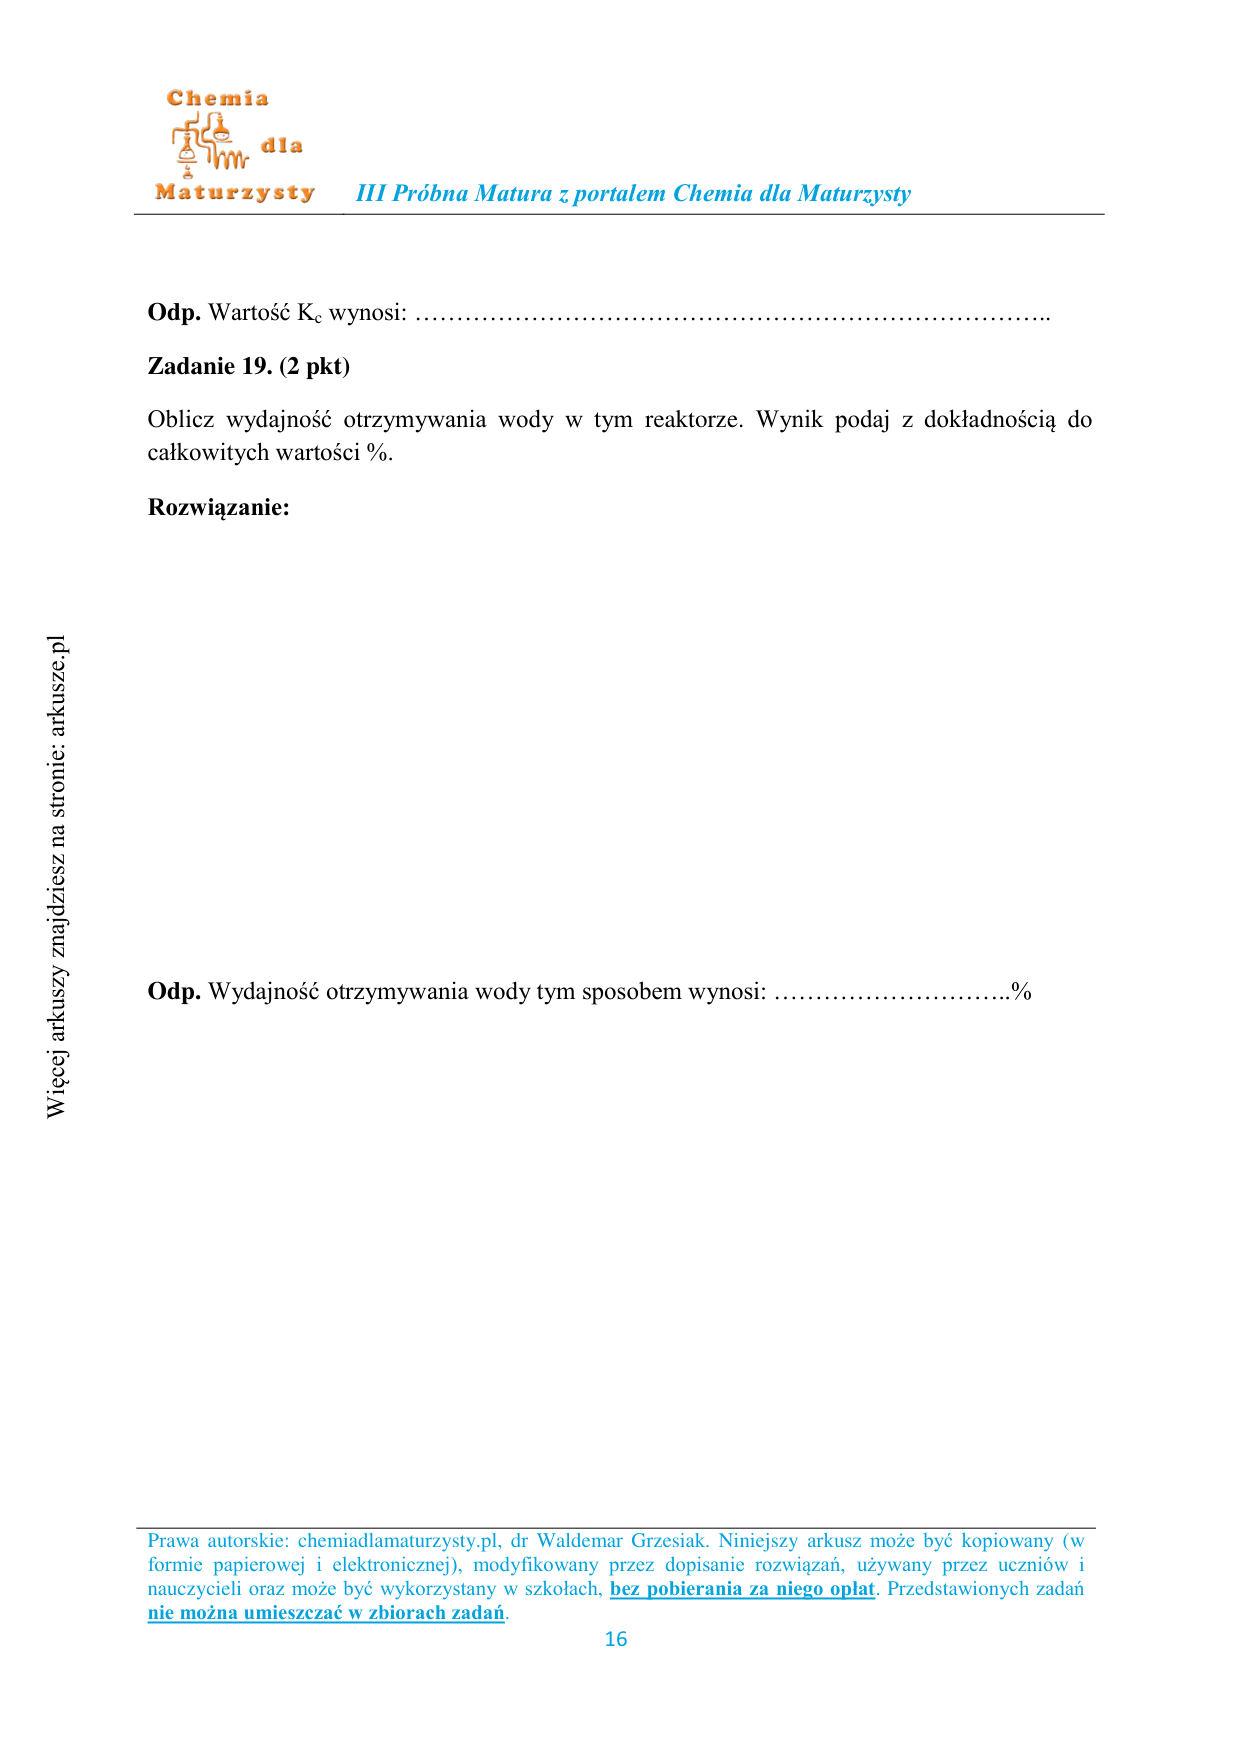 Chemia
dla
Maturzysty
III Próbna Matura z portalem Chemia dla Maturzysty
Odp. Wartość Kc wynosi: …………………………………………………………………..
Zadanie 19. (2 pkt)
Oblicz wydajność otrzymywania wody w tym reaktorze. Wynik podaj z dokładnością do
całkowitych wartości %.
Rozwiązanie:
Więcej arkuszy znajdziesz na stronie: arkusze.pl
Odp. Wydajność otrzymywania wody tym sposobem wynosi: ………………………..%
Prawa autorskie: chemiadlamaturzysty.pl, dr Waldemar Grzesiak. Niniejszy arkusz może być kopiowany (w
formie papierowej i elektronicznej), modyfikowany przez dopisanie rozwiązań, używany przez uczniów i
nauczycieli oraz może być wykorzystany w szkołach, bez pobierania za niego opłat. Przedstawionych zadań
nie można umieszczać w zbiorach zadań.
16